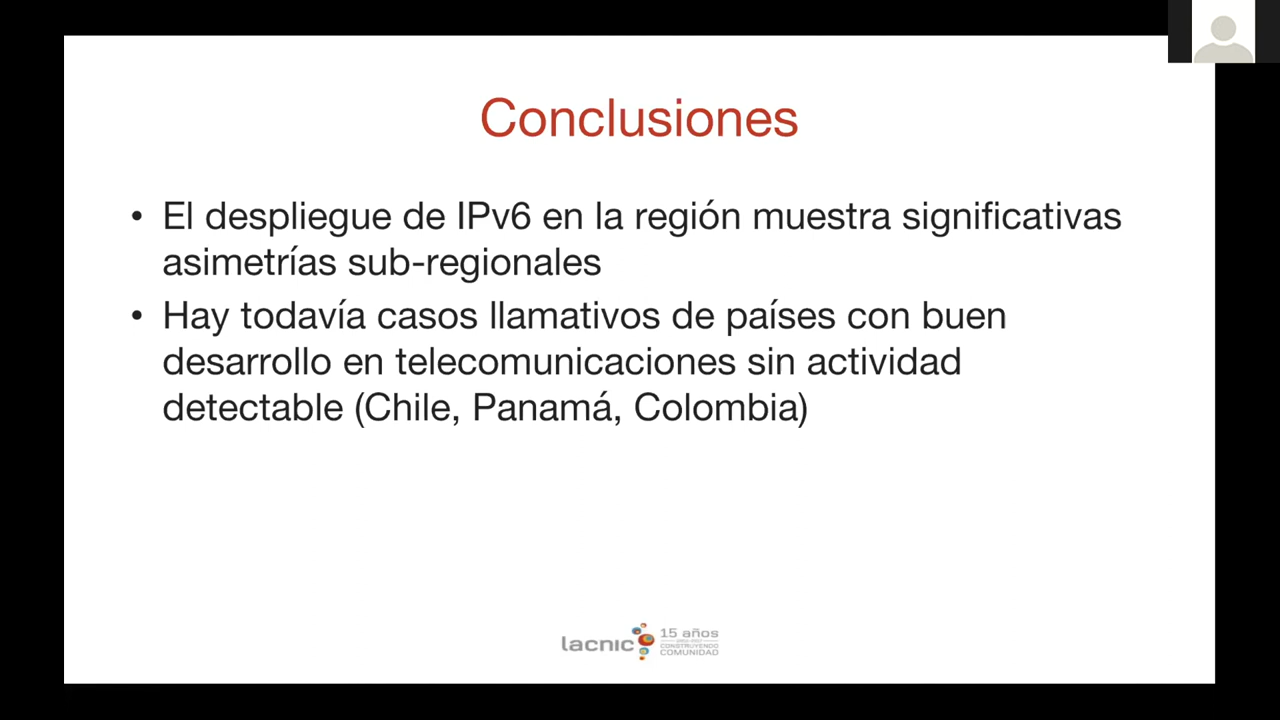 Conclusiones
• El despliegue de IPv6 en la región muestra significativas
asimetrías sub-regionales
• Hay todavía casos llamativos de países con buen
desarrollo en telecomunicaciones sin actividad
detectable (Chile, Panamá, Colombia)
lacnic
15 años
CONSTRUYENDO
COMUNIDAD